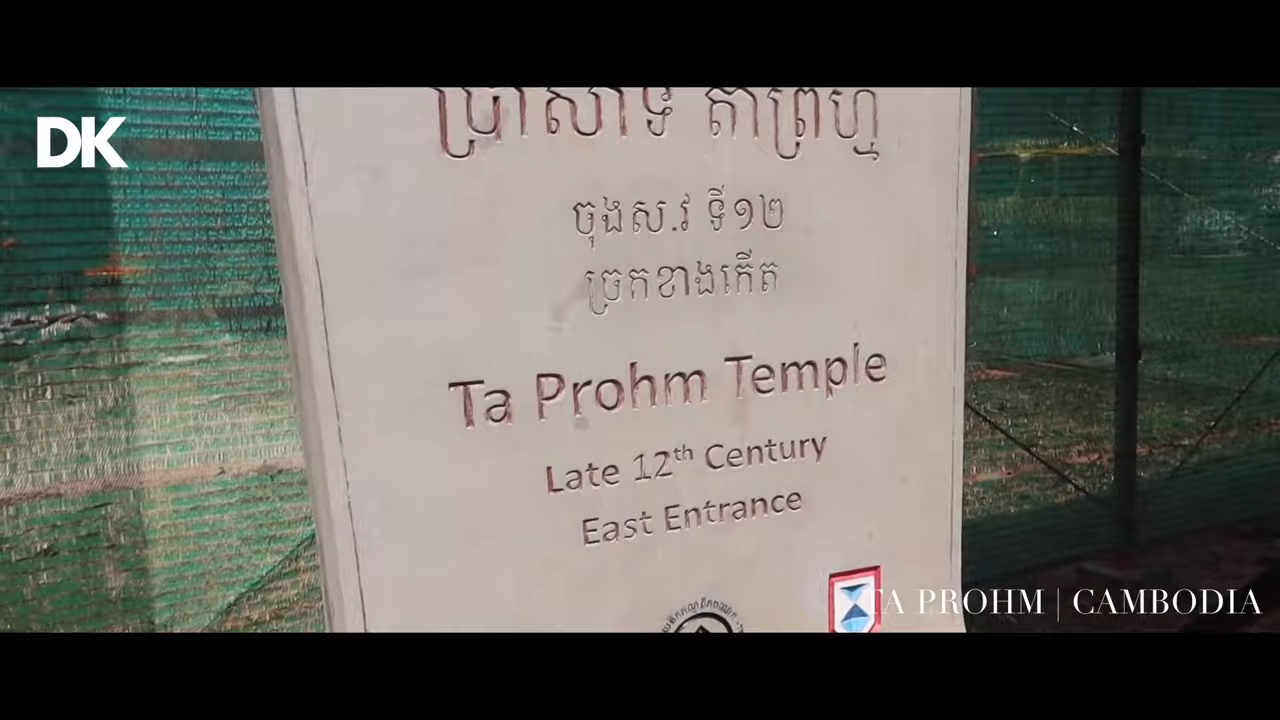 DK
ប្រាសាទ តាព្រហ្ម
ចុងស.វ ទី១២
ច្រកខាងកើត
Ta Prohm Temple
Late 12th Century
East Entrance
TA PROHM | CAMBODIA